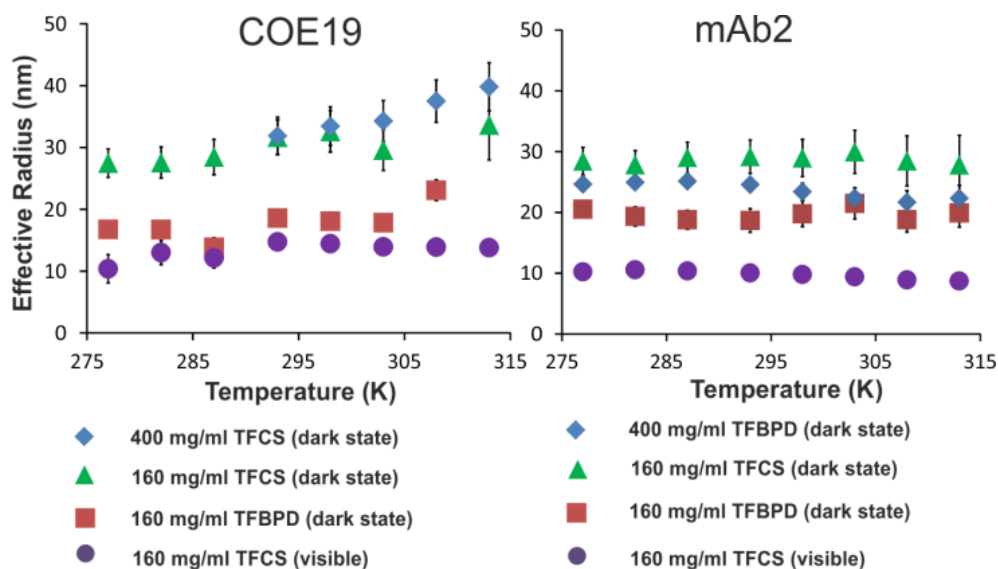 COE19
mAb2
Effective Radius (nm)
50
40
30
20
10
0
275
285
295
305
315
Temperature (K)
50
40
30
20
10
0
275
285
295
305
315
Temperature (K)
400 mg/ml TFCS (dark state)
160 mg/ml TFCS (dark state)
160 mg/ml TFBPD (dark state)
160 mg/ml TFCS (visible)
400 mg/ml TFBPD (dark state)
160 mg/ml TFCS (dark state)
160 mg/ml TFBPD (dark state)
160 mg/ml TFCS (visible)